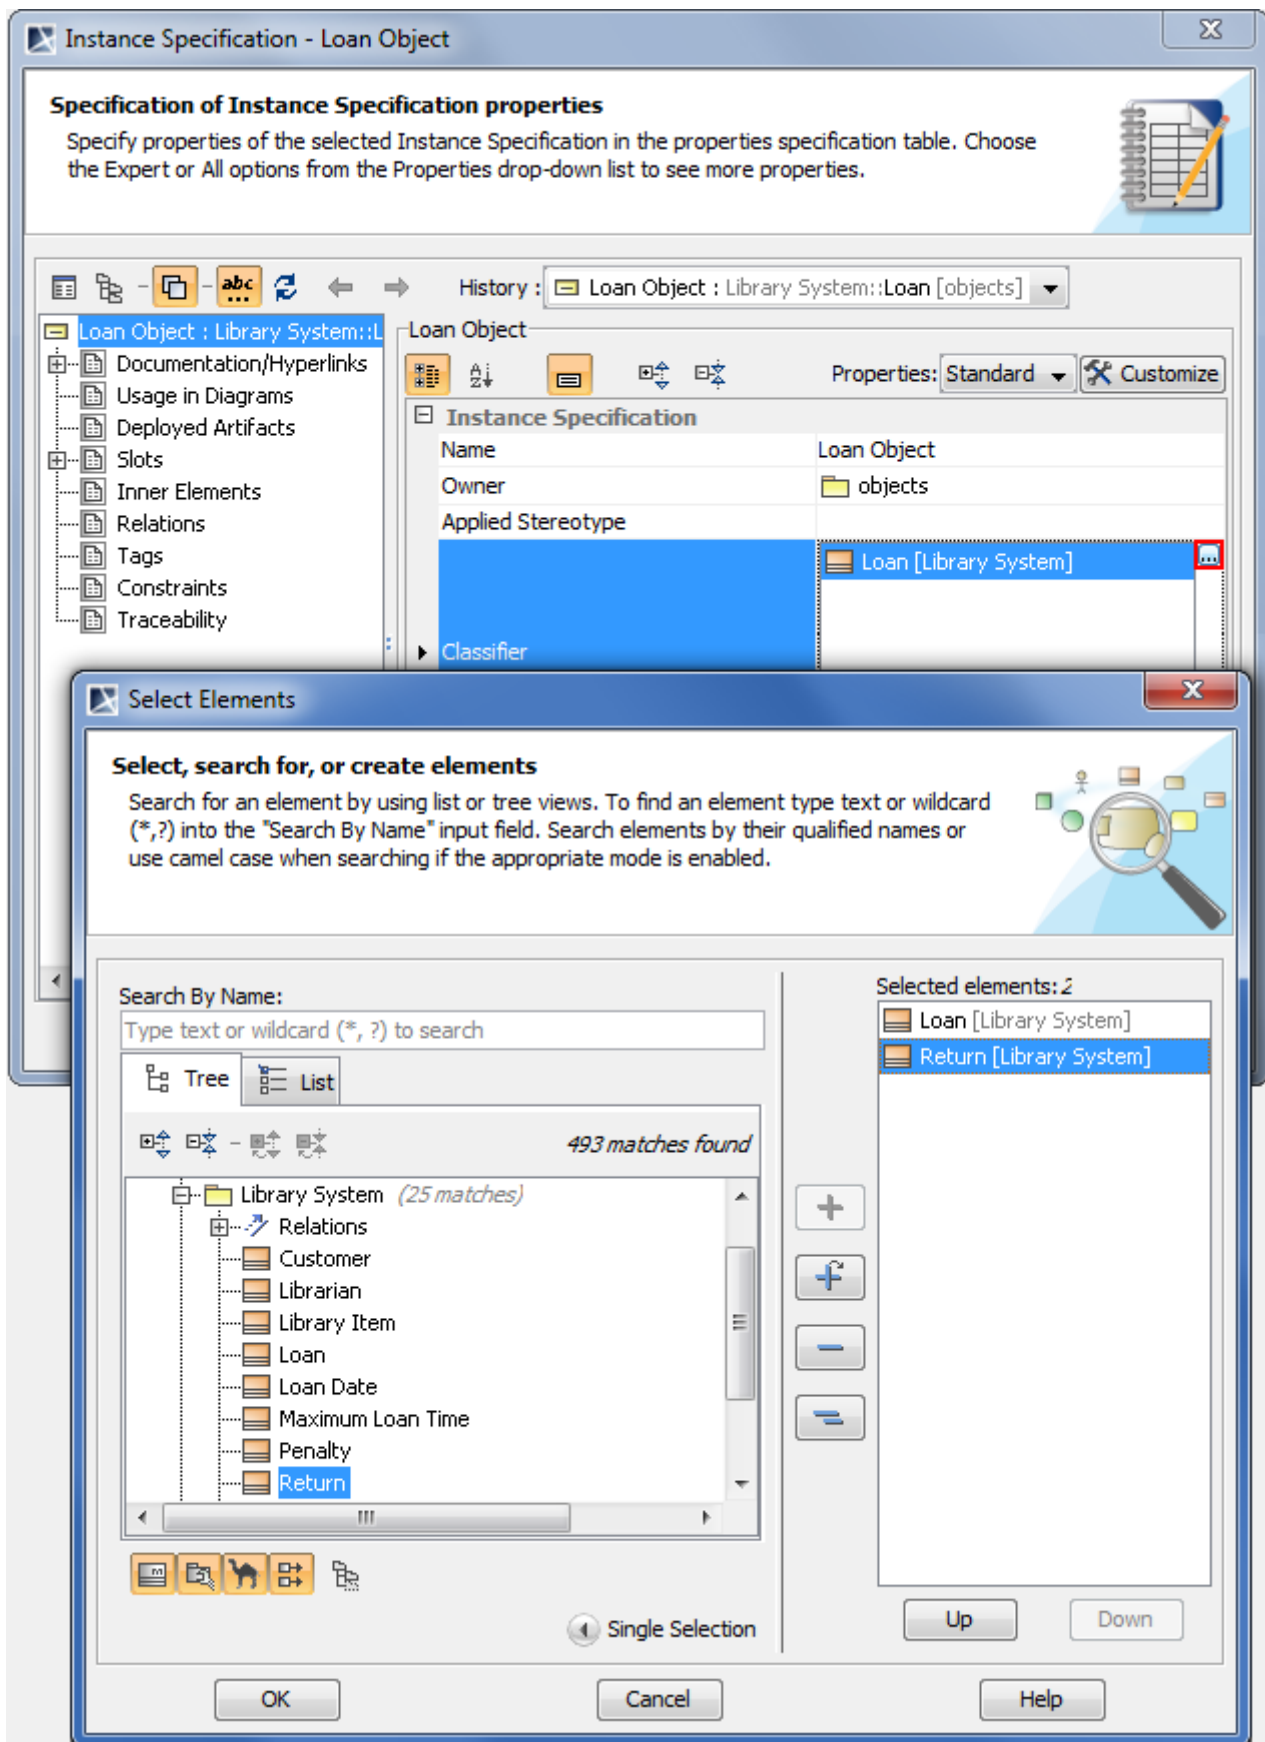 Instance Specification - Loan Object
Specification of Instance Specification properties
Specify properties of the selected Instance Specification in the properties specification table. Choose
the Expert or All options from the Properties drop-down list to see more properties.
abc
History : Loan Object : Library System::Loan [objects]
Loan Object : Library System::L
Documentation/Hyperlinks
Usage in Diagrams
Deployed Artifacts
Slots
Inner Elements
Relations
Tags
Constraints
Traceability
Loan Object
Properties: Standard Customize
Instance Specification
Name Loan Object
Owner objects
Applied Stereotype
Classifier Loan [Library System]
Select Elements
Select, search for, or create elements
Search for an element by using list or tree views. To find an element type text or wildcard
(*,?) into the "Search By Name" input field. Search elements by their qualified names or
use camel case when searching if the appropriate mode is enabled.
Search By Name:
Type text or wildcard (*, ?) to search
Tree List
493 matches found
Library System (25 matches)
Relations
Customer
Librarian
Library Item
Loan
Loan Date
Maximum Loan Time
Penalty
Return
Single Selection
Selected elements: 2
Loan [Library System]
Return [Library System]
Up Down
OK Cancel Help